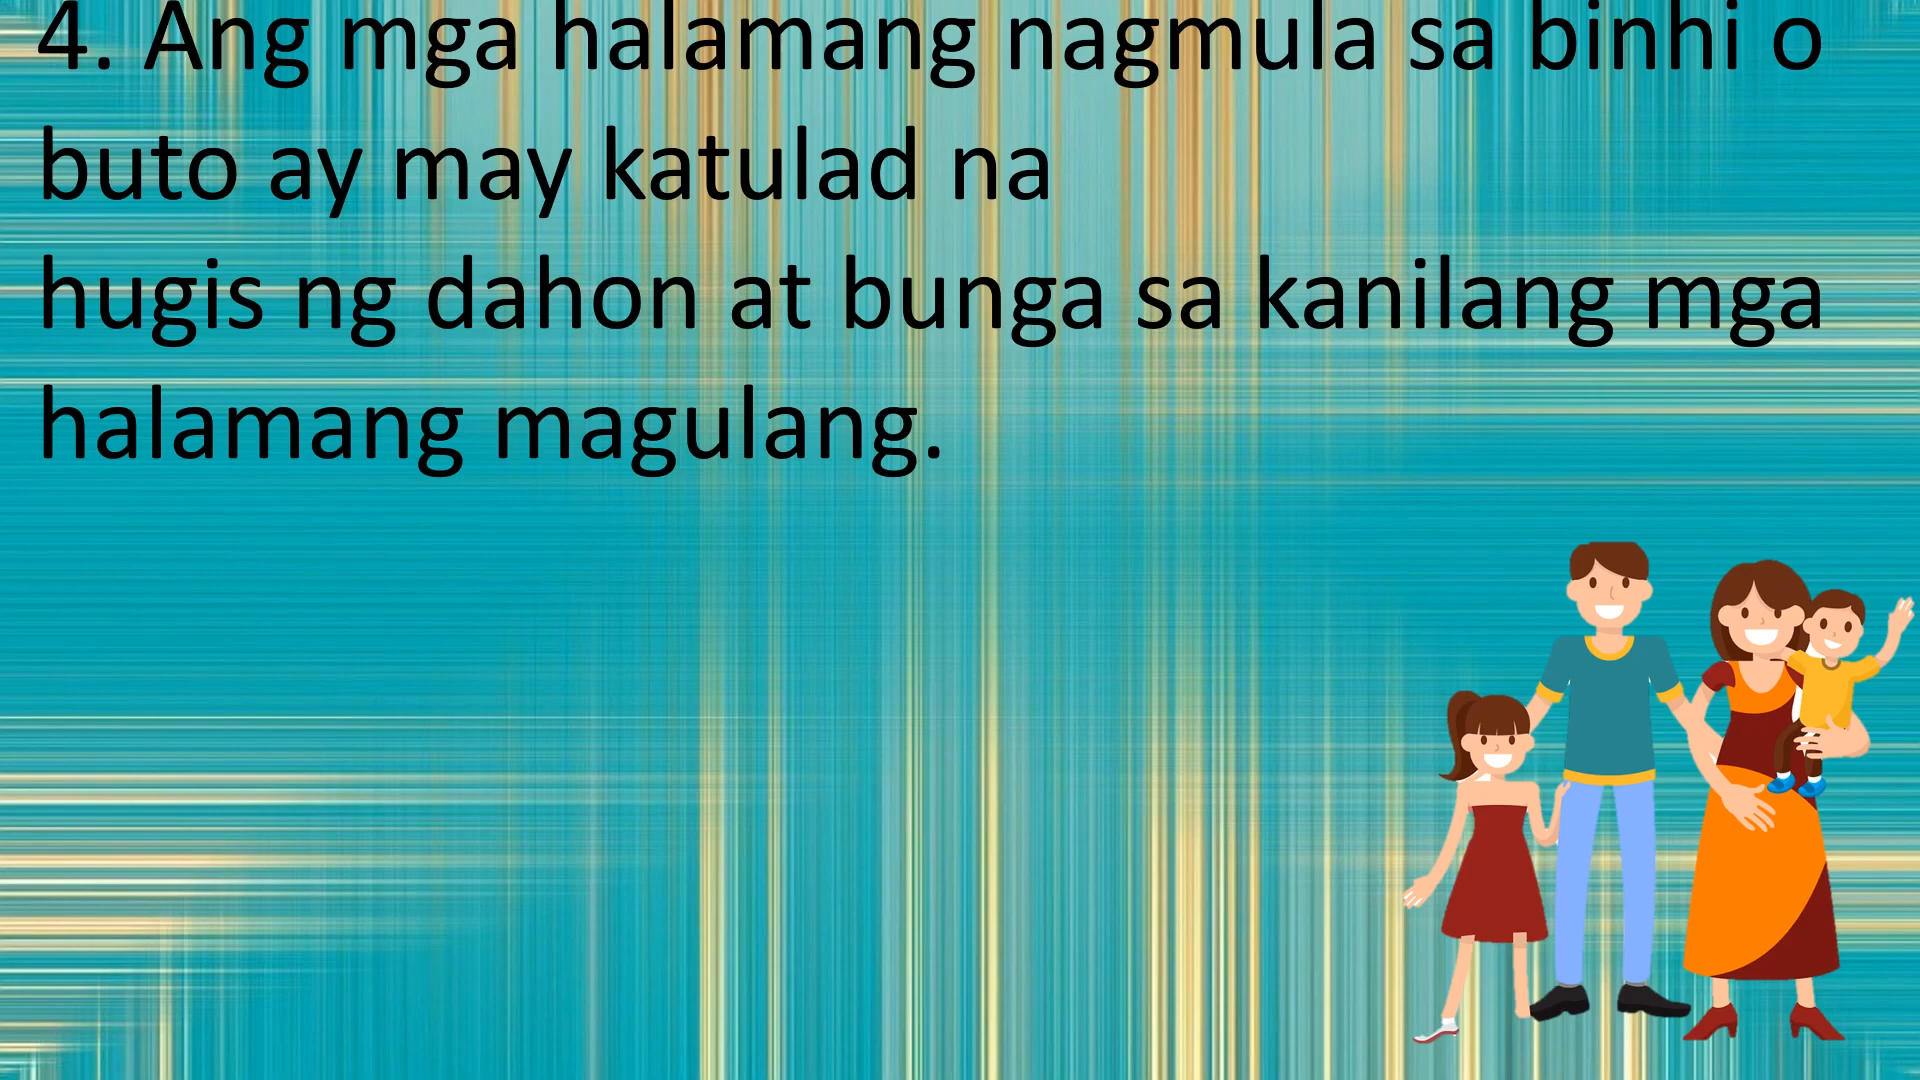 4. Ang mga halamang nagmula sa binhi o
buto ay may katulad na
hugis ng dahon at bunga sa kanilang mga
halamang magulang.